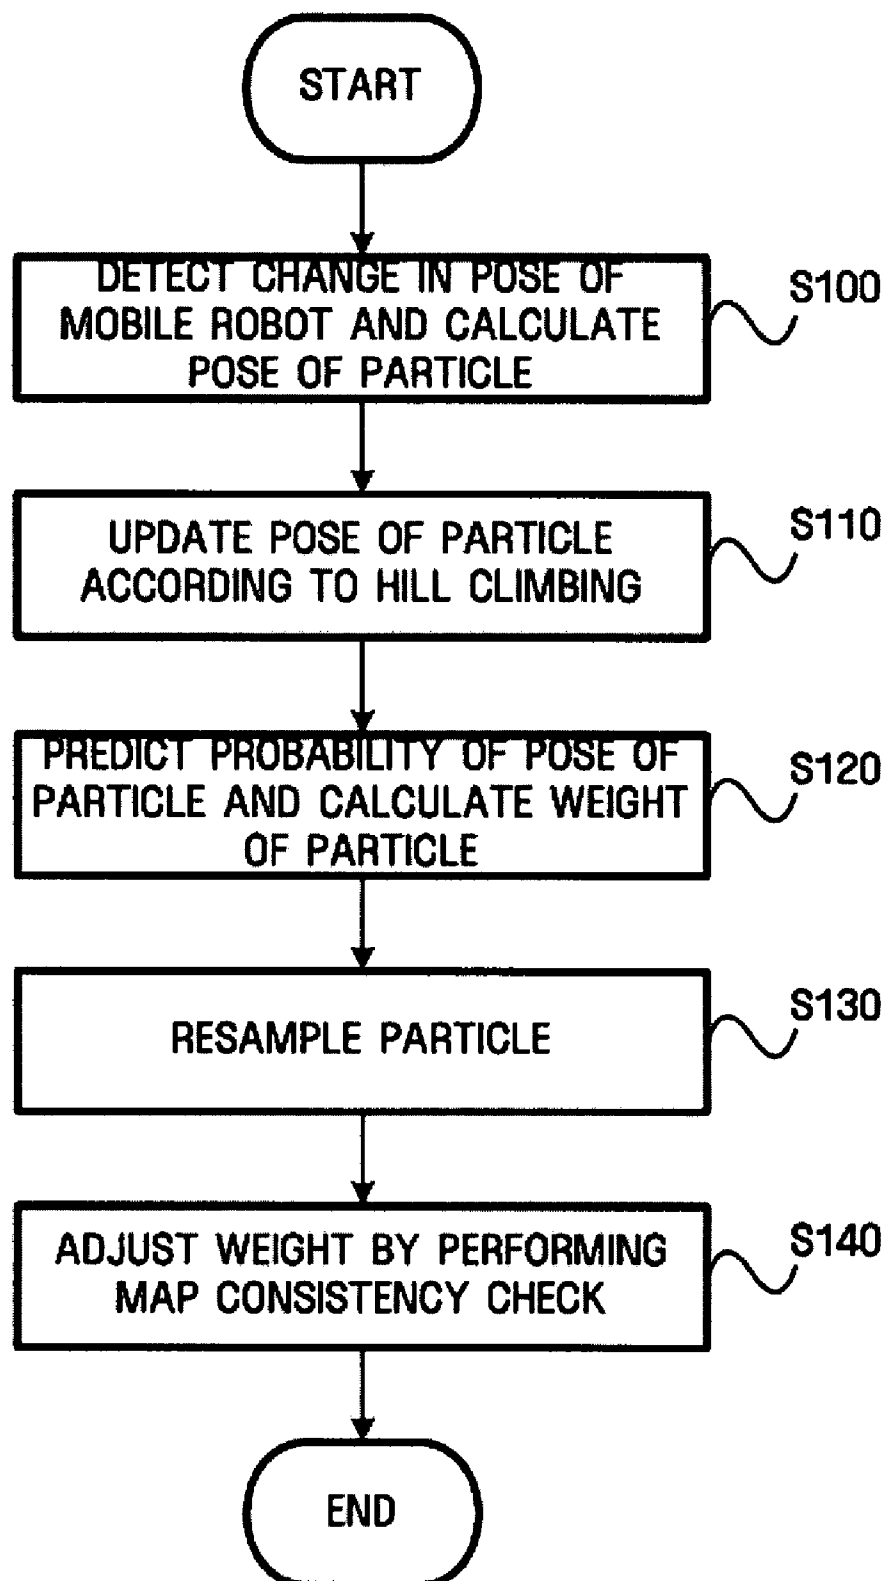 START
DETECT CHANGE IN POSE OF
MOBILE ROBOT AND CALCULATE
POSE OF PARTICLE
S100
UPDATE POSE OF PARTICLE
ACCORDING TO HILL CLIMBING
S110
PREDICT PROBABILITY OF POSE OF
PARTICLE AND CALCULATE WEIGHT
OF PARTICLE
S120
RESAMPLE PARTICLE
S130
ADJUST WEIGHT BY PERFORMING
MAP CONSISTENCY CHECK
S140
END